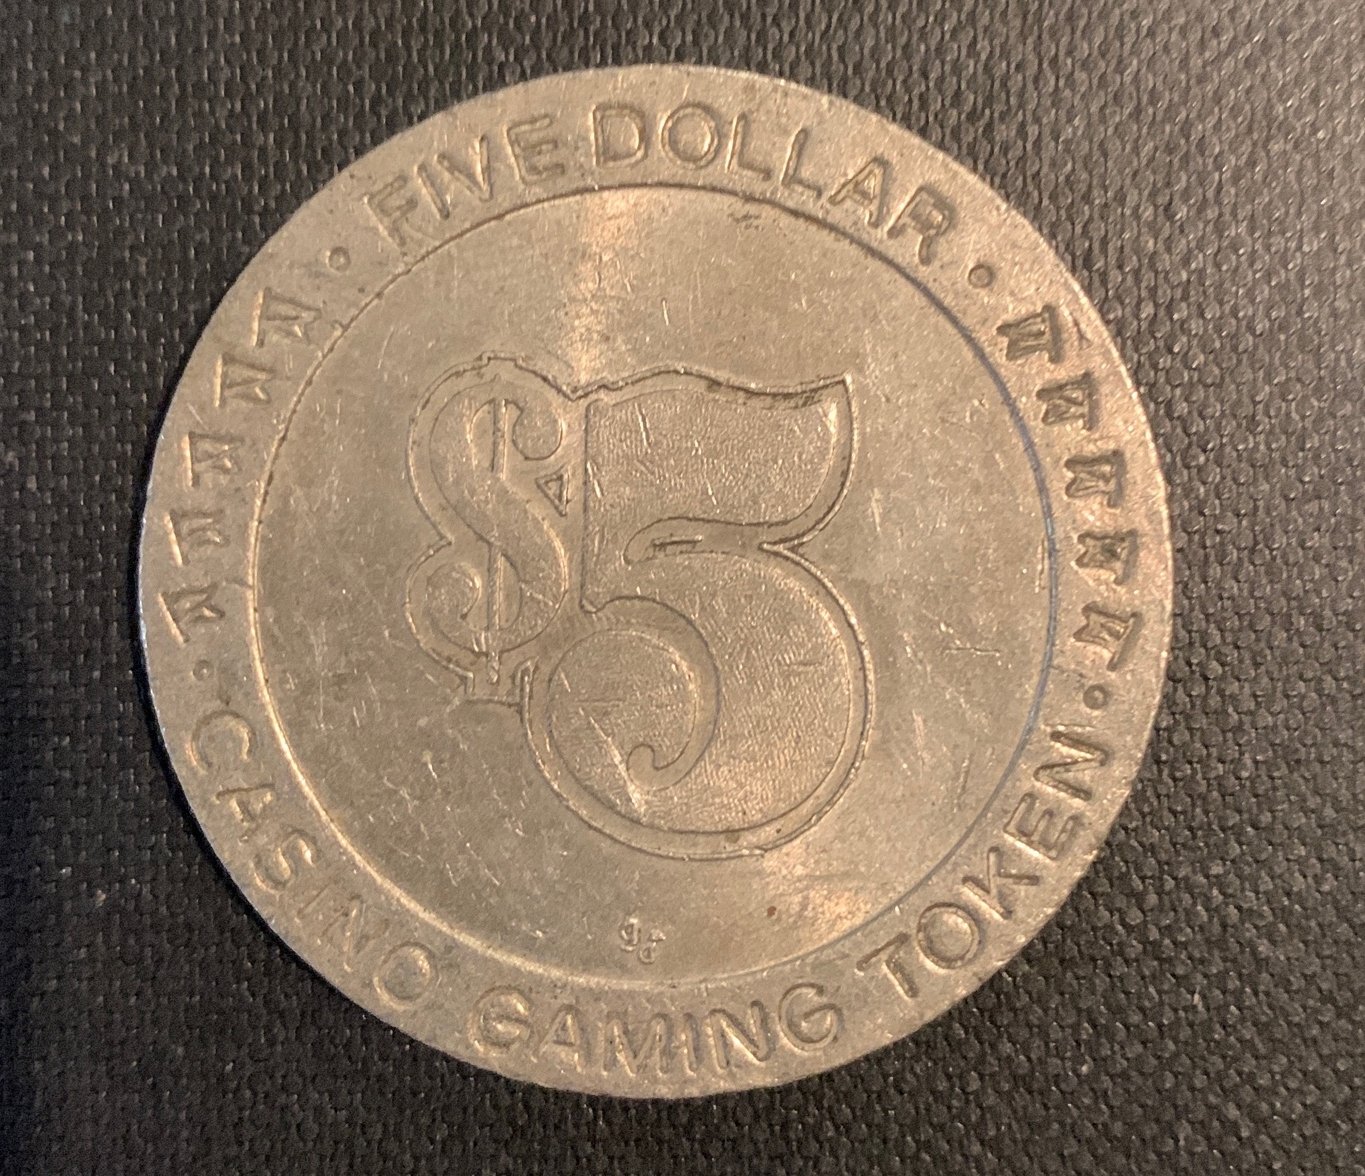 FIVE DOLLAR
$5
CASINO GAMING TOKEN